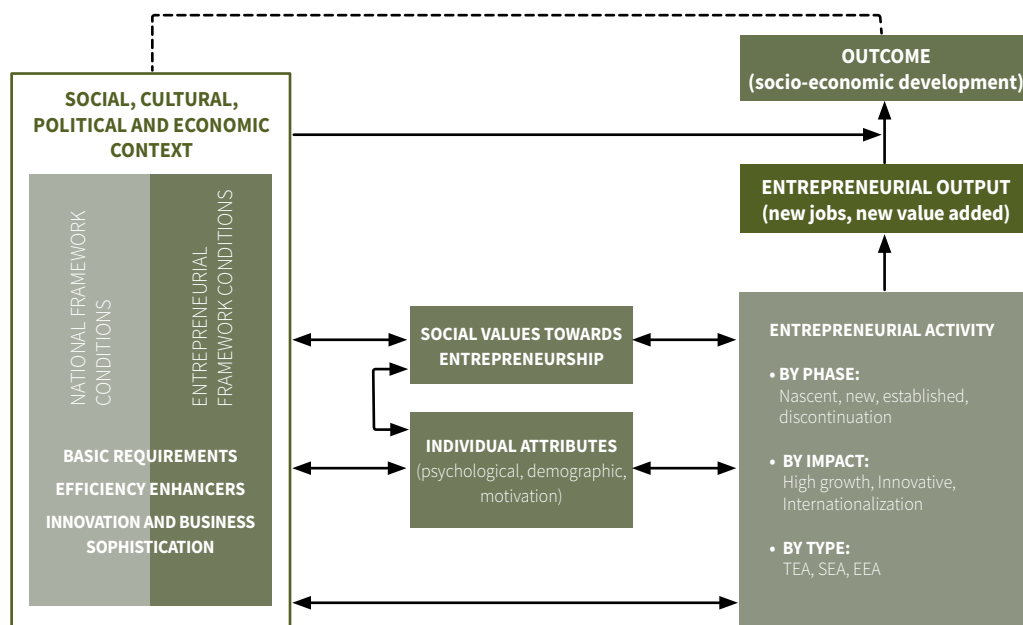 SOCIAL, CULTURAL,
POLITICAL AND ECONOMIC
CONTEXT
NATIONAL FRAMEWORK
CONDITIONS
ENTREPRENEURIAL
FRAMEWORK CONDITIONS
BASIC REQUIREMENTS
EFFICIENCY ENHANCERS
INNOVATION AND BUSINESS
SOPHISTICATION
SOCIAL VALUES TOWARDS
ENTREPRENEURSHIP
INDIVIDUAL ATTRIBUTES
(psychological, demographic,
motivation)
OUTCOME
(socio-economic development)
ENTREPRENEURIAL OUTPUT
(new jobs, new value added)
ENTREPRENEURIAL ACTIVITY
• BY PHASE:
Nascent, new, established,
discontinuation
• BY IMPACT:
High growth, Innovative,
Internationalization
• BY TYPE:
TEA, SEA, EEA